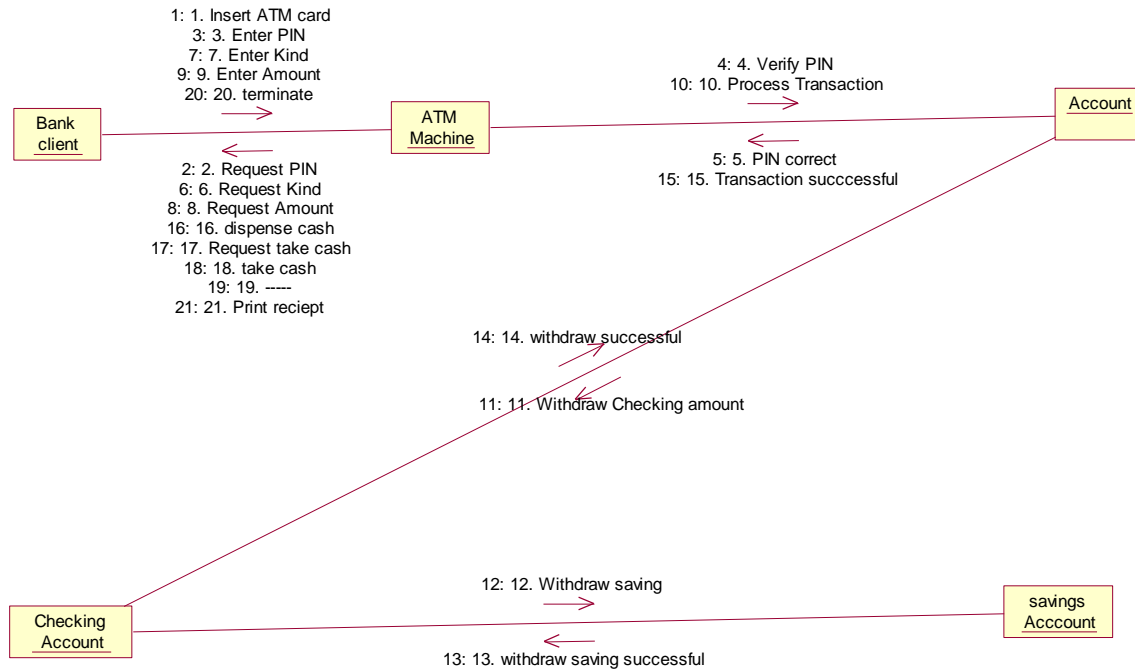 1: 1. Insert ATM card
3: 3. Enter PIN
7: 7. Enter Kind
9: 9. Enter Amount
20: 20. terminate
4: 4. Verify PIN
10: 10. Process Transaction
Bank
client
ATM
Machine
Account
2: 2. Request PIN
6: 6. Request Kind
8: 8. Request Amount
16: 16. dispense cash
17: 17. Request take cash
18: 18. take cash
19: 19. -----
21: 21. Print reciept
5: 5. PIN correct
15: 15. Transaction succcessful
14: 14. withdraw successful
11: 11. Withdraw Checking amount
12: 12. Withdraw saving
Checking
Account
savings
Acccount
13: 13. withdraw saving successful